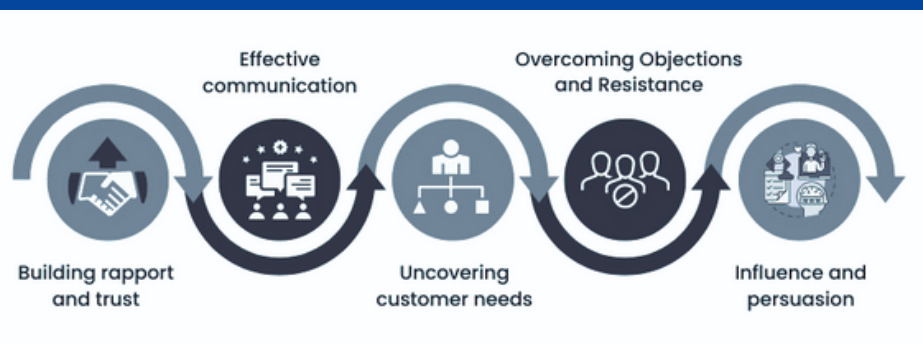 Effective
communication
Overcoming Objections
and Resistance
Building rapport
and trust
Uncovering
customer needs
Influence and
persuasion